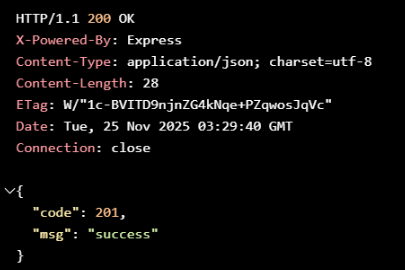 HTTP/1.1 200 OK
X-Powered-By: Express
Content-Type: application/json; charset=utf-8
Content-Length: 28
ETag: W/"1c-BVITD9njnZG4kNqe+PZqwosJqVc"
Date: Tue, 25 Nov 2025 03:29:40 GMT
Connection: close
{
"code": 201,
"msg": "success"
}